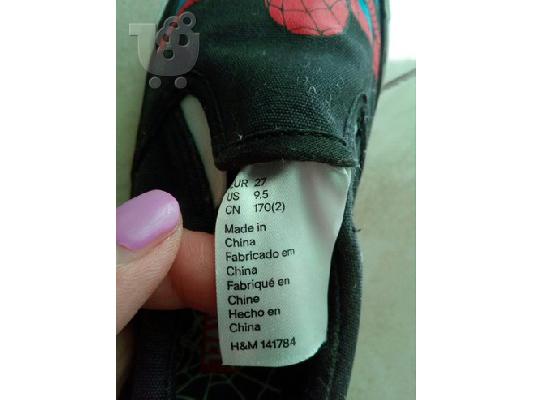 EUR 27
US 9.5
CN 170(2)
Made in
China
Fabricado em
China
Fabriqué en
Chine
Hecho en
China
H&M 141784